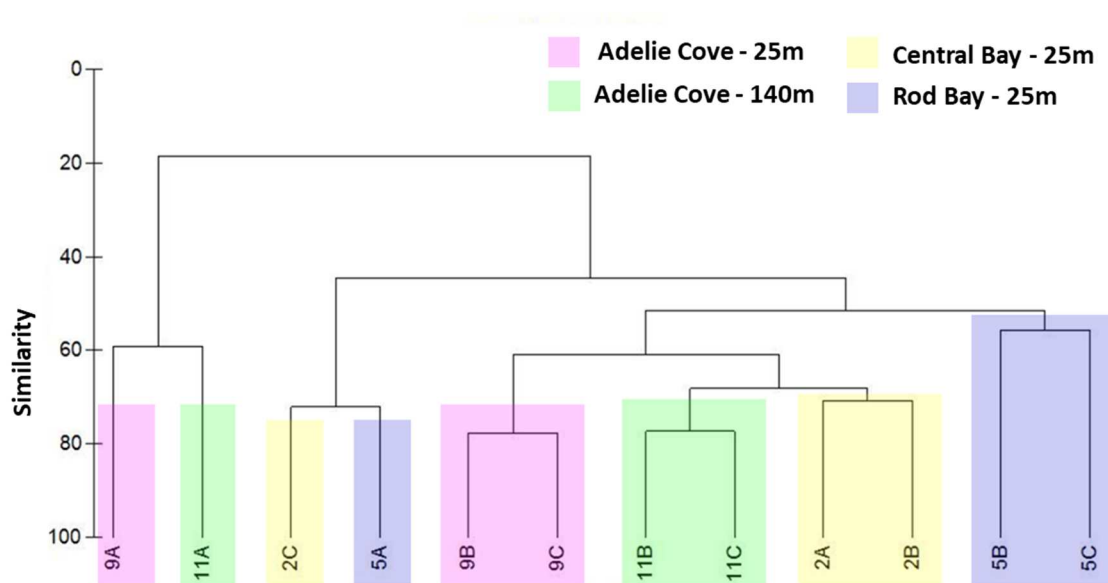 Adelie Cove - 25m
Central Bay - 25m
Adelie Cove - 140m
Rod Bay - 25m
0
20
40
60
80
100
Similarity
9A 11A 2C 5A 9B 9C 11B 11C 2A 2B 5B 5C